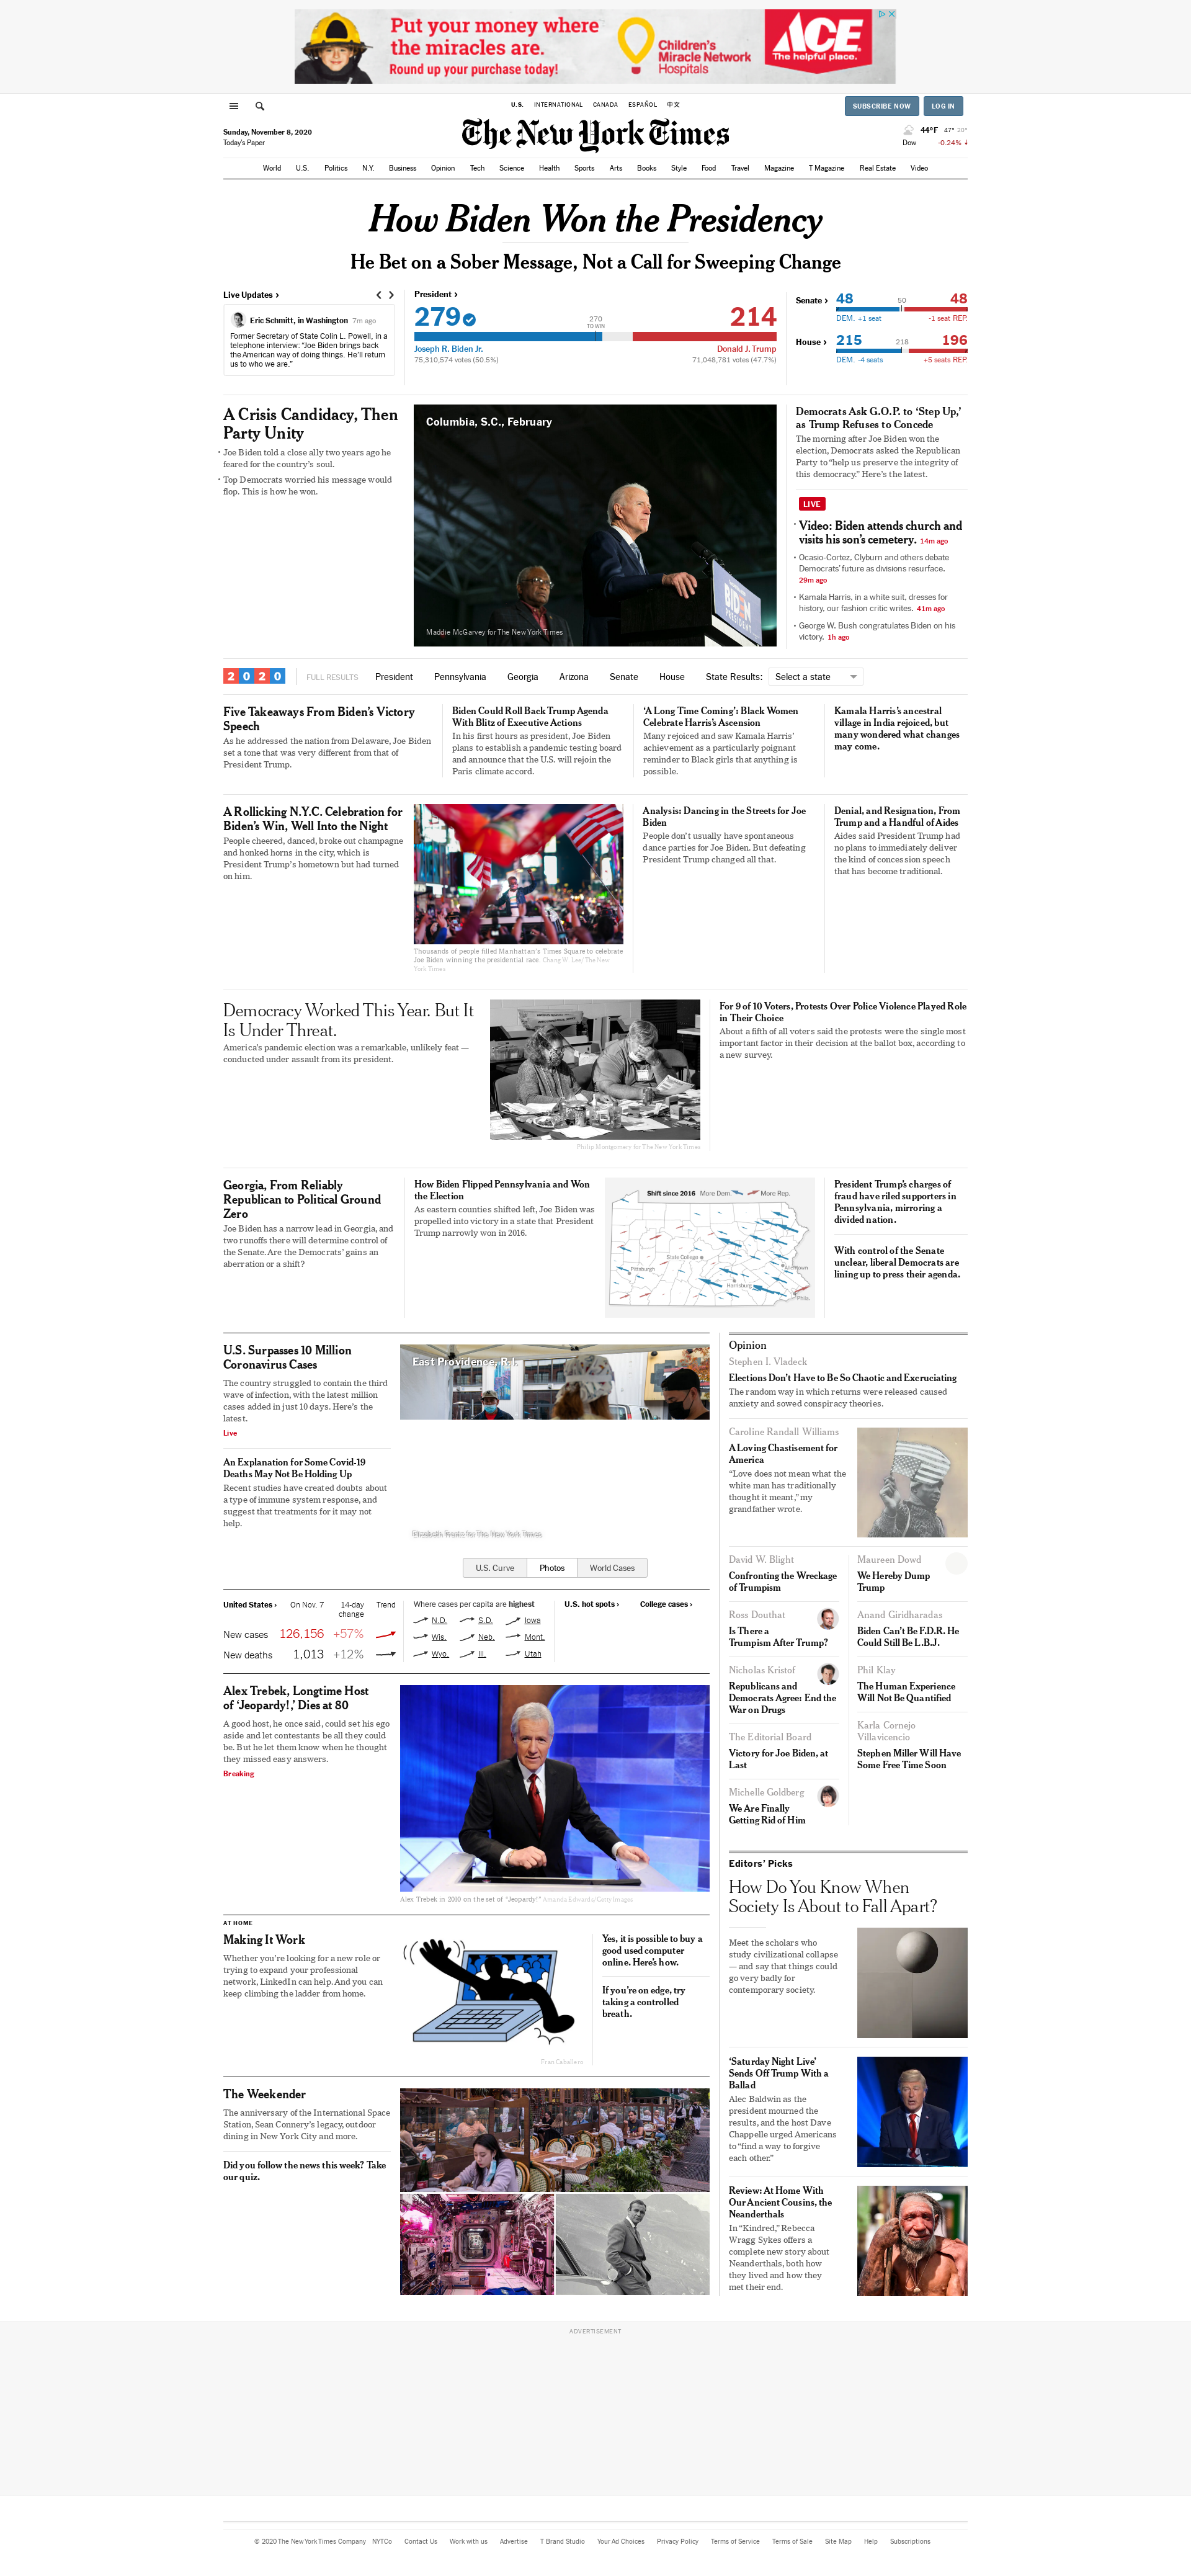 Put your money where
the miracles are.
Round up your purchase today!
Children's
Miracle Network
Hospitals
ACE
The helpful place.
U.S.
INTERNATIONAL
CANADA
ESPAÑOL
中文
SUBSCRIBE NOW
LOG IN
Sunday, November 8, 2020
Today's Paper
The New York Times
44°F 47° 29°
Dow -0.24%
World U.S. Politics N.Y. Business Opinion Tech Science Health Sports Arts Books Style Food Travel Magazine T Magazine Real Estate Video
How Biden Won the Presidency
He Bet on a Sober Message, Not a Call for Sweeping Change
Live Updates ›
Eric Schmitt, in Washington 7m ago
Former Secretary of State Colin L. Powell, in a
telephone interview: “Joe Biden brings back
the American way of doing things. He’ll return
us to who we are.”
President ›
279
270
TO WIN
214
Joseph R. Biden Jr.
Donald J. Trump
75,310,574 votes (50.5%)
71,048,781 votes (47.7%)
Senate ›
48
50
48
DEM. +1 seat
-1 seat REP.
House ›
215
218
196
DEM. -4 seats
+5 seats REP.
A Crisis Candidacy, Then
Party Unity
• Joe Biden told a close ally two years ago he
feared for the country’s soul.
• Top Democrats worried his message would
flop. This is how he won.
Columbia, S.C., February
BIDEN
PRESIDENT
Maddie McGarvey for The New York Times
Democrats Ask G.O.P. to ‘Step Up,’
as Trump Refuses to Concede
The morning after Joe Biden won the
election, Democrats asked the Republican
Party to “help us preserve the integrity of
this democracy.” Here’s the latest.
LIVE
• Video: Biden attends church and
visits his son’s cemetery. 14m ago
• Ocasio-Cortez, Clyburn and others debate
Democrats’ future as divisions resurface.
29m ago
• Kamala Harris, in a white suit, dresses for
history, our fashion critic writes. 41m ago
• George W. Bush congratulates Biden on his
victory. 1h ago
2020
FULL RESULTS
President
Pennsylvania
Georgia
Arizona
Senate
House
State Results:
Select a state
Five Takeaways From Biden’s Victory
Speech
As he addressed the nation from Delaware, Joe Biden
set a tone that was very different from that of
President Trump.
Biden Could Roll Back Trump Agenda
With Blitz of Executive Actions
In his first hours as president, Joe Biden
plans to establish a pandemic testing board
and announce that the U.S. will rejoin the
Paris climate accord.
‘A Long Time Coming’: Black Women
Celebrate Harris’s Ascension
Many rejoiced and saw Kamala Harris’
achievement as a particularly poignant
reminder to Black girls that anything is
possible.
Kamala Harris’s ancestral
village in India rejoiced, but
many wondered what changes
may come.
A Rollicking N.Y.C. Celebration for
Biden’s Win, Well Into the Night
People cheered, danced, broke out champagne
and honked horns in the city, which is
President Trump’s hometown but had turned
on him.
Thousands of people filled Manhattan’s Times Square to celebrate
Joe Biden winning the presidential race. Chang W. Lee/The New
York Times
Analysis: Dancing in the Streets for Joe
Biden
People don’t usually have spontaneous
dance parties for Joe Biden. But defeating
President Trump changed all that.
Denial, and Resignation, From
Trump and a Handful of Aides
Aides said President Trump had
no plans to immediately deliver
the kind of concession speech
that has become traditional.
Democracy Worked This Year. But It
Is Under Threat.
America’s pandemic election was a remarkable, unlikely feat —
conducted under assault from its president.
Philip Montgomery for The New York Times
For 9 of 10 Voters, Protests Over Police Violence Played Role
in Their Choice
About a fifth of all voters said the protests were the single most
important factor in their decision at the ballot box, according to
a new survey.
Georgia, From Reliably
Republican to Political Ground
Zero
Joe Biden has a narrow lead in Georgia, and
two runoffs there will determine control of
the Senate. Are the Democrats’ gains an
aberration or a shift?
How Biden Flipped Pennsylvania and Won
the Election
As eastern counties shifted left, Joe Biden was
propelled into victory in a state that President
Trump narrowly won in 2016.
Shift since 2016 More Dem. More Rep.
State College
Pittsburgh
Allentown
Harrisburg
Phila.
President Trump’s charges of
fraud have riled supporters in
Pennsylvania, mirroring a
divided nation.
With control of the Senate
unclear, liberal Democrats are
lining up to press their agenda.
U.S. Surpasses 10 Million
Coronavirus Cases
The country struggled to contain the third
wave of infection, with the latest million
cases added in just 10 days. Here’s the
latest.
Live
An Explanation for Some Covid-19
Deaths May Not Be Holding Up
Recent studies have created doubts about
a type of immune system response, and
suggest that treatments for it may not
help.
East Providence, R.I.
Elizabeth Frantz for The New York Times
U.S. Curve
Photos
World Cases
United States › On Nov. 7 14-day
change Trend
New cases 126,156 +57%
New deaths 1,013 +12%
Where cases per capita are highest
N.D. S.D. Iowa
Wis. Neb. Mont.
Wyo. Ill. Utah
U.S. hot spots ›
College cases ›
Alex Trebek, Longtime Host
of ‘Jeopardy!,’ Dies at 80
A good host, he once said, could set his ego
aside and let contestants be all they could
be. But he let them know when he thought
they missed easy answers.
Breaking
Alex Trebek in 2010 on the set of “Jeopardy!” Amanda Edwards/Getty Images
AT HOME
Making It Work
Whether you’re looking for a new role or
trying to expand your professional
network, LinkedIn can help. And you can
keep climbing the ladder from home.
Fran Caballero
Yes, it is possible to buy a
good used computer
online. Here’s how.
If you’re on edge, try
taking a controlled
breath.
The Weekender
The anniversary of the International Space
Station, Sean Connery’s legacy, outdoor
dining in New York City and more.
Did you follow the news this week? Take
our quiz.
Opinion
Stephen I. Vladeck
Elections Don’t Have to Be So Chaotic and Excruciating
The random way in which returns were released caused
anxiety and sowed conspiracy theories.
Caroline Randall Williams
A Loving Chastisement for
America
“Love does not mean what the
white man has traditionally
thought it meant,” my
grandfather wrote.
David W. Blight
Confronting the Wreckage
of Trumpism
Ross Douthat
Is There a
Trumpism After Trump?
Nicholas Kristof
Republicans and
Democrats Agree: End the
War on Drugs
The Editorial Board
Victory for Joe Biden, at
Last
Michelle Goldberg
We Are Finally
Getting Rid of Him
Maureen Dowd
We Hereby Dump
Trump
Anand Giridharadas
Biden Can’t Be F.D.R. He
Could Still Be L.B.J.
Phil Klay
The Human Experience
Will Not Be Quantified
Karla Cornejo
Villavicencio
Stephen Miller Will Have
Some Free Time Soon
Editors’ Picks
How Do You Know When
Society Is About to Fall Apart?
Meet the scholars who
study civilizational collapse
— and say that things could
go very badly for
contemporary society.
‘Saturday Night Live’
Sends Off Trump With a
Ballad
Alec Baldwin as the
president mourned the
results, and the host Dave
Chappelle urged Americans
to “find a way to forgive
each other.”
Review: At Home With
Our Ancient Cousins, the
Neanderthals
In “Kindred,” Rebecca
Wragg Sykes offers a
complete new story about
Neanderthals, both how
they lived and how they
met their end.
ADVERTISEMENT
© 2020 The New York Times Company NYTCo Contact Us Work with us Advertise T Brand Studio Your Ad Choices Privacy Policy Terms of Service Terms of Sale Site Map Help Subscriptions